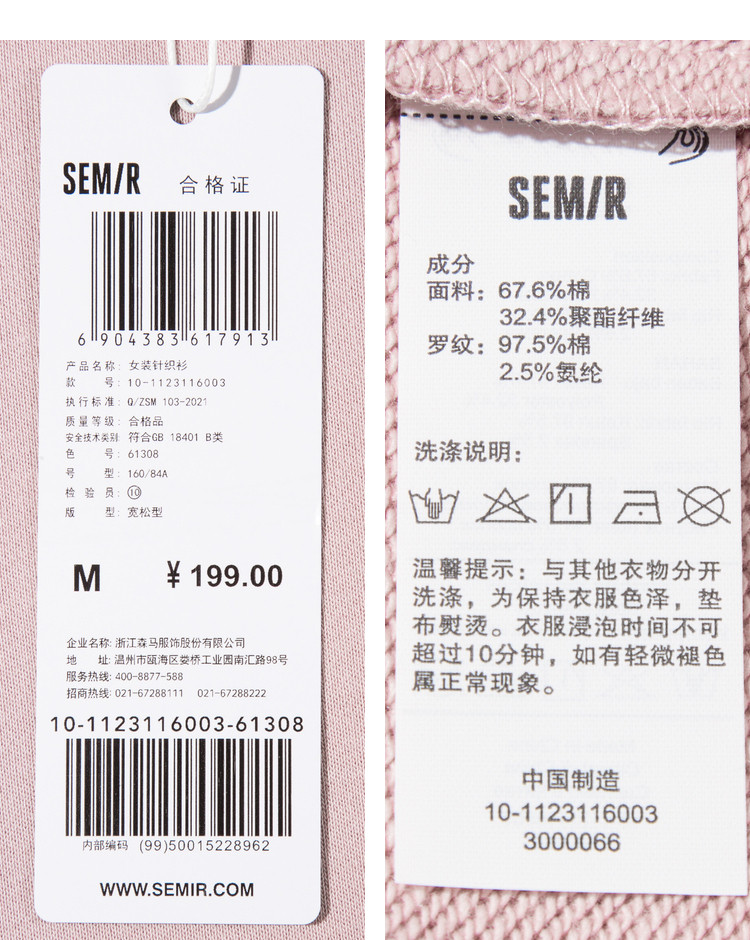 SEM/R 合格证
6 904383 617913
产品名称: 女装针织衫
款 号: 10-1123116003
执行标准: Q/ZSM 103-2021
质量等级: 合格品
安全技术类别: 符合GB 18401 B类
色 号: 61308
号 型: 160/84A
检 验 员: ⑩
版 型: 宽松型
M ¥ 199.00
企业名称: 浙江森马服饰股份有限公司
地 址: 温州市瓯海区娄桥工业园南汇路98号
服务热线: 400-8877-588
招商热线: 021-67288111 021-67288222
10-1123116003-61308
内部编码 (99)50015228962
WWW.SEMIR.COM
SEM/R
成分
面料: 67.6%棉
32.4%聚酯纤维
罗纹: 97.5%棉
2.5%氨纶
洗涤说明:
温馨提示: 与其他衣物分开
洗涤，为保持衣服色泽，垫
布熨烫。衣服浸泡时间不可
超过10分钟，如有轻微褪色
属正常现象。
中国制造
10-1123116003
3000066